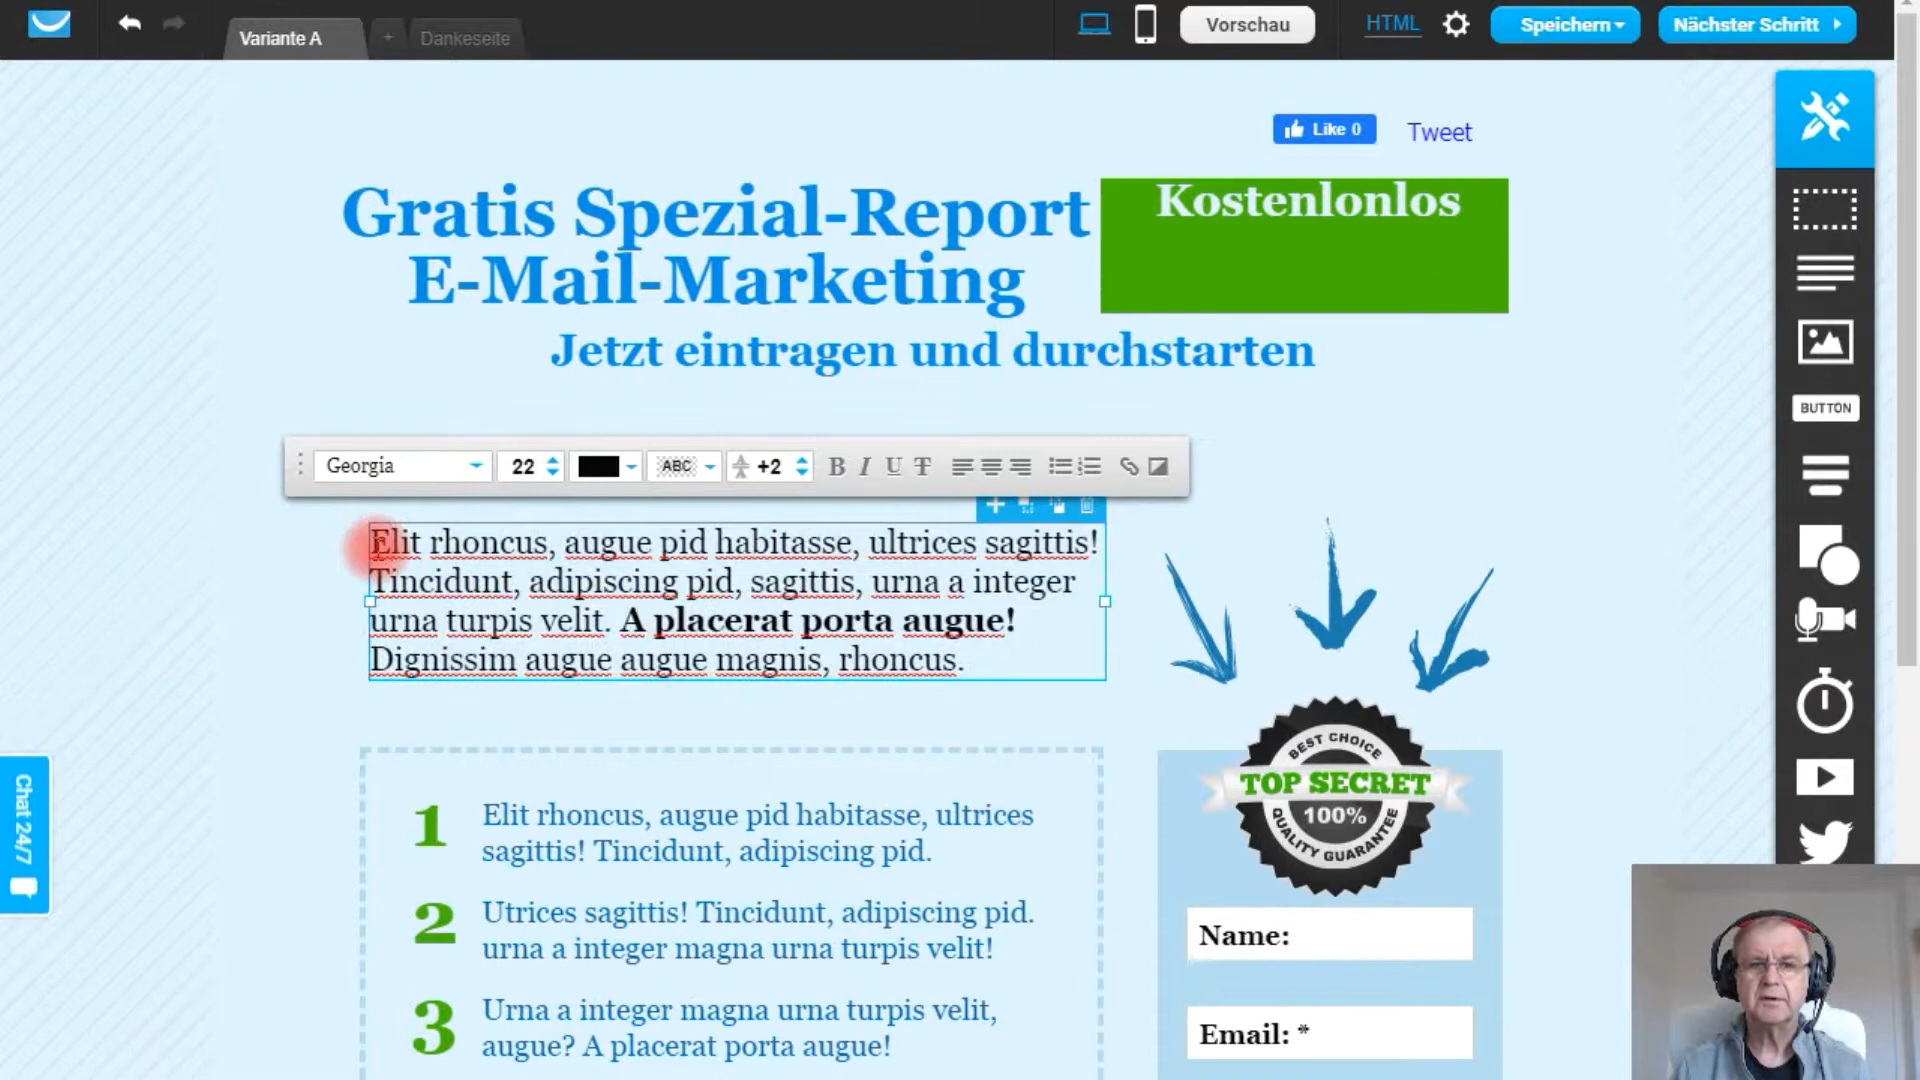 Variante A
+
Dankeseite
Vorschau
HTML
Speichern
Nächster Schritt
Like 0
Tweet
Gratis Spezial-Report
E-Mail-Marketing
Kostenlonlos
Jetzt eintragen und durchstarten
Georgia
22
ABC
+2
B I U T
BUTTON
Elit rhoncus, augue pid habitasse, ultrices sagittis!
Tincidunt, adipiscing pid, sagittis, urna a integer
urna turpis velit. A placerat porta augue!
Dignissim augue augue magnis, rhoncus.
Chat 24/7
1 Elit rhoncus, augue pid habitasse, ultrices
sagittis! Tincidunt, adipiscing pid.
2 Utrices sagittis! Tincidunt, adipiscing pid.
urna a integer magna urna turpis velit!
3 Urna a integer magna urna turpis velit,
augue? A placerat porta augue!
BEST CHOICE
TOP SECRET
100%
QUALITY GUARANTEE
Name:
Email: *